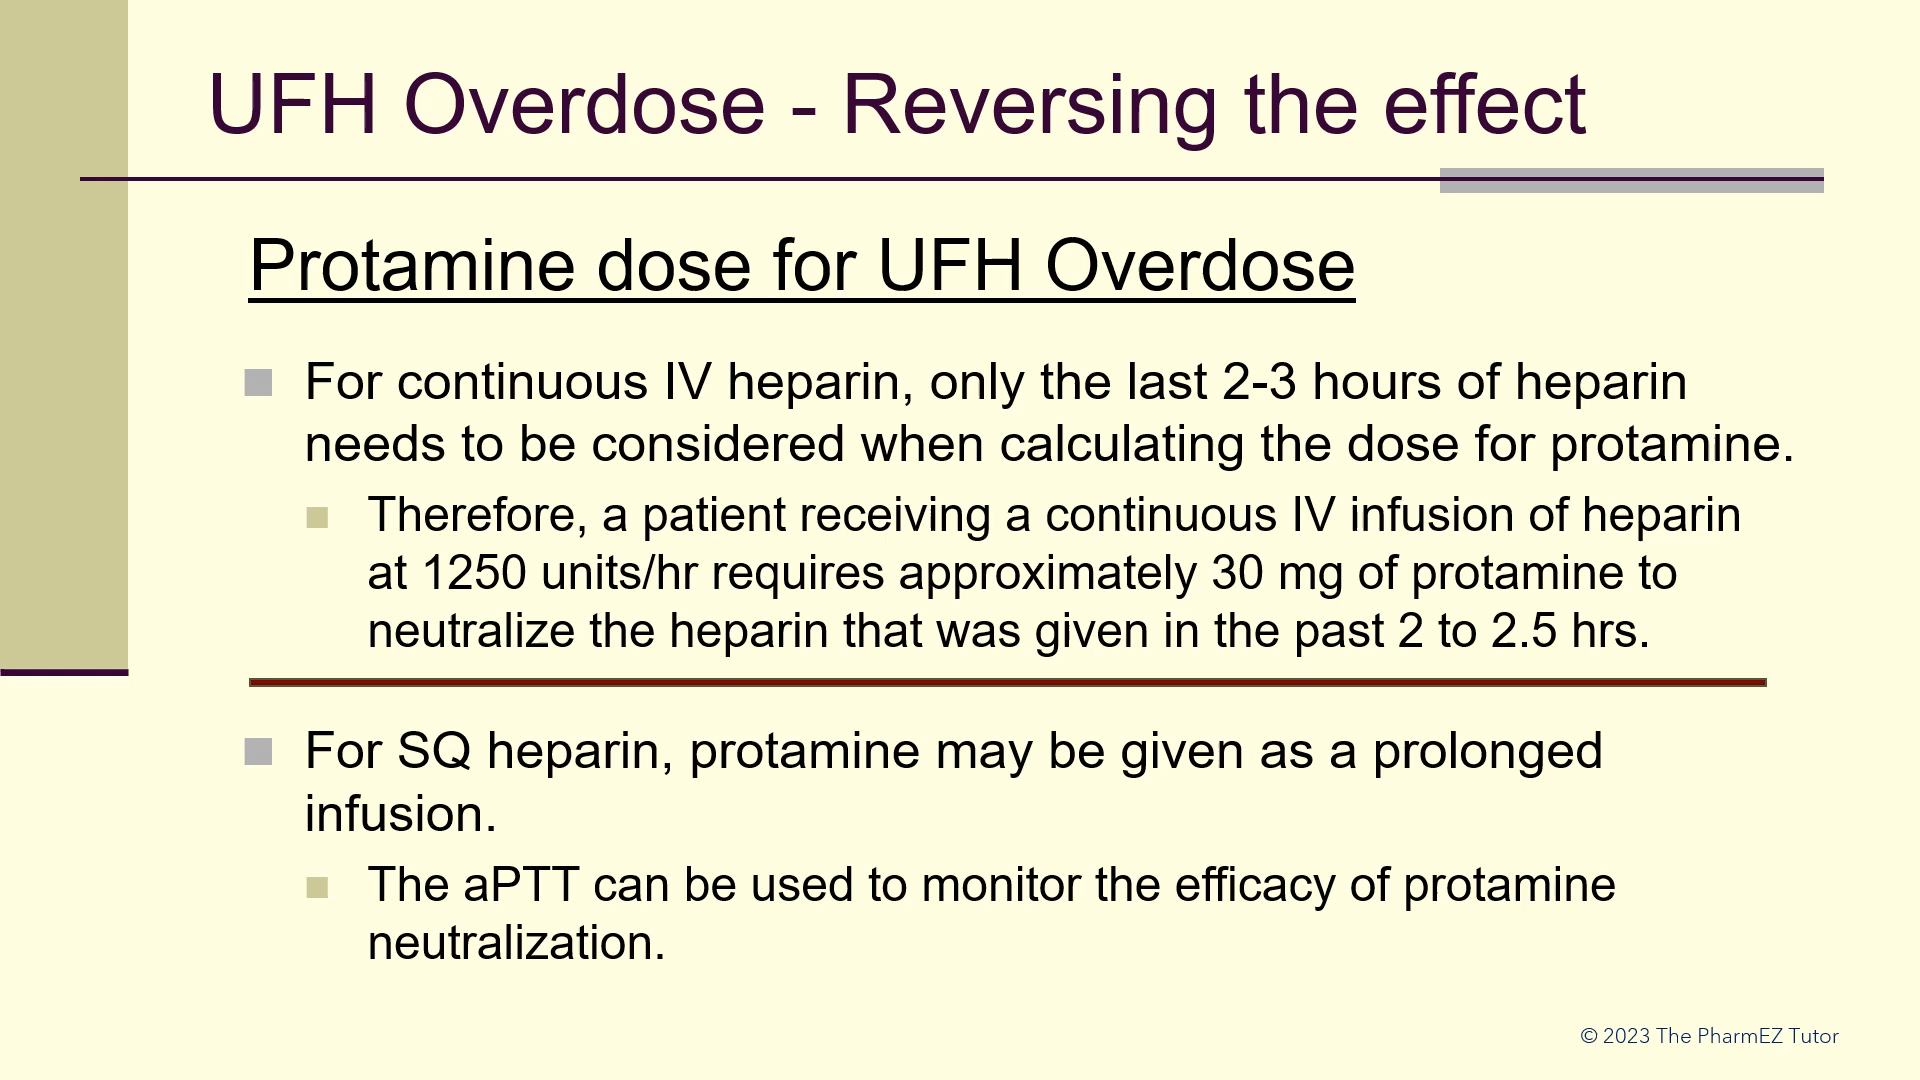 UFH Overdose - Reversing the effect
Protamine dose for UFH Overdose
For continuous IV heparin, only the last 2-3 hours of heparin
needs to be considered when calculating the dose for protamine.
Therefore, a patient receiving a continuous IV infusion of heparin
at 1250 units/hr requires approximately 30 mg of protamine to
neutralize the heparin that was given in the past 2 to 2.5 hrs.
For SQ heparin, protamine may be given as a prolonged
infusion.
The aPTT can be used to monitor the efficacy of protamine
neutralization.
© 2023 The PharmEZ Tutor